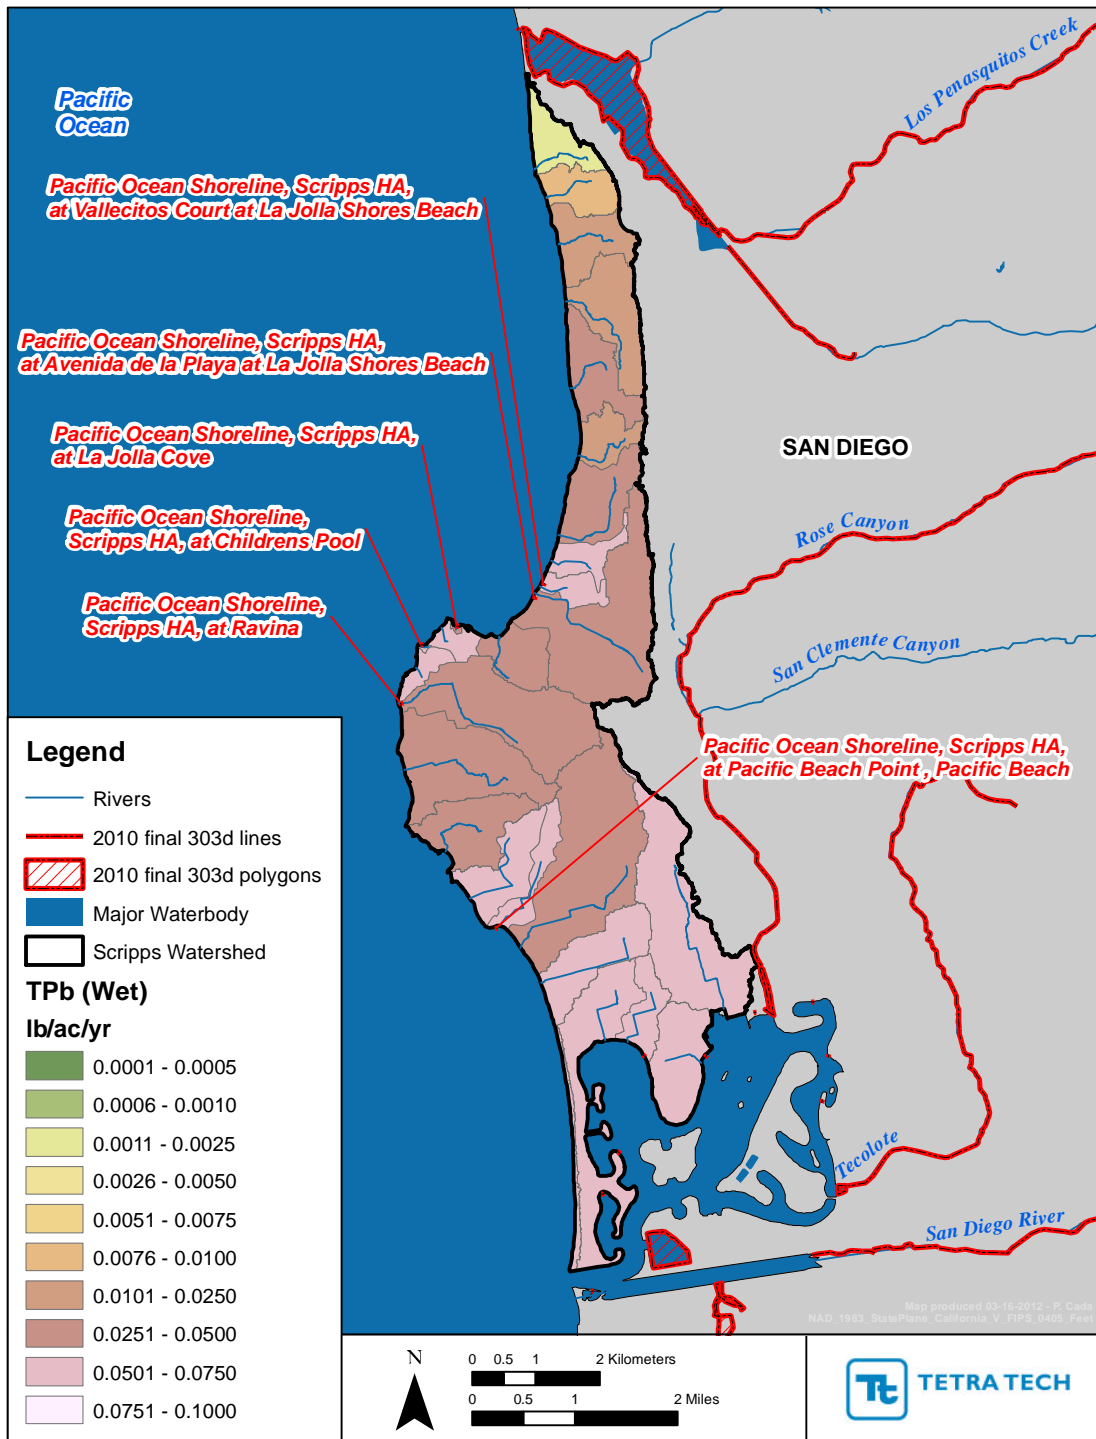 Pacific
Ocean
Los Penasquitos Creek
Pacific Ocean Shoreline, Scripps HA,
at Vallecitos Court at La Jolla Shores Beach
Pacific Ocean Shoreline, Scripps HA,
at Avenida de la Playa at La Jolla Shores Beach
Pacific Ocean Shoreline, Scripps HA,
at La Jolla Cove
SAN DIEGO
Pacific Ocean Shoreline,
Scripps HA, at Childrens Pool
Rose Canyon
Pacific Ocean Shoreline,
Scripps HA, at Ravina
San Clemente Canyon
Pacific Ocean Shoreline, Scripps HA,
at Pacific Beach Point , Pacific Beach
Tecolote
San Diego River
Legend
Rivers
2010 final 303d lines
2010 final 303d polygons
Major Waterbody
Scripps Watershed
TPb (Wet)
lb/ac/yr
0.0001 - 0.0005
0.0006 - 0.0010
0.0011 - 0.0025
0.0026 - 0.0050
0.0051 - 0.0075
0.0076 - 0.0100
0.0101 - 0.0250
0.0251 - 0.0500
0.0501 - 0.0750
0.0751 - 0.1000
Map produced 03-16-2012 - P. Cada
NAD_1983_StatePlane_California_V_FIPS_0405_Feet
N
0 0.5 1 2 Kilometers
0 0.5 1 2 Miles
Tt
TETRA TECH